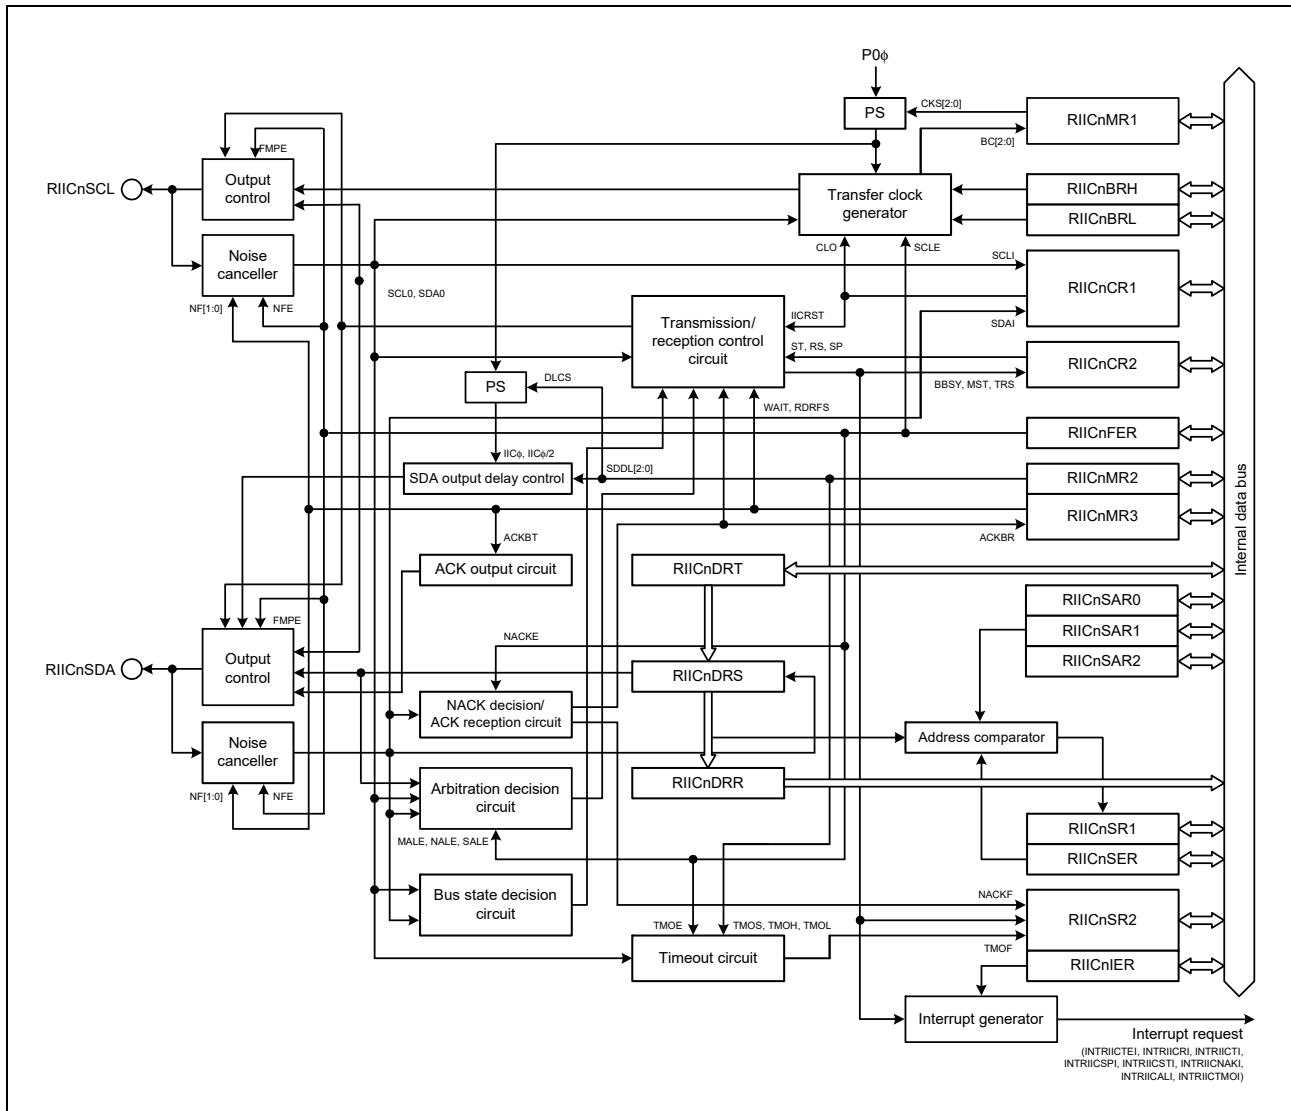 P0ϕ
PS
CKS[2:0]
RIICnMR1
BC[2:0]
FMPE
RIICnSCL
Output
control
Transfer clock
generator
RIICnBRH
RIICnBRL
Noise
canceller
CLO
SCLE
SCLI
RIICnCR1
NF[1:0]
NFE
SCL0, SDA0
Transmission/
reception control
circuit
IICRST
SDAI
ST, RS, SP
RIICnCR2
BBSY, MST, TRS
PS
DLCS
WAIT, RDRFS
RIICnFER
IICϕ, IICϕ/2
SDDL[2:0]
SDA output delay control
RIICnMR2
RIICnMR3
ACKBT
ACKBR
Internal data bus
ACK output circuit
RIICnDRT
RIICnSAR0
RIICnSAR1
RIICnSAR2
FMPE
NACKE
RIICnSDA
Output
control
RIICnDRS
NACK decision/
ACK reception circuit
Noise
canceller
Address comparator
Arbitration decision
circuit
RIICnDRR
NF[1:0]
NFE
MALE, NALE, SALE
RIICnSR1
RIICnSER
Bus state decision
circuit
NACKF
RIICnSR2
TMOE
TMOS, TMOH, TMOL
TMOF
Timeout circuit
RIICnIER
Interrupt generator
Interrupt request
(INTRIICTEI, INTRIICRI, INTRIICTI,
INTRIICSPI, INTRIICSTI, INTRIICNAKI,
INTRIICALI, INTRIICTMOI)